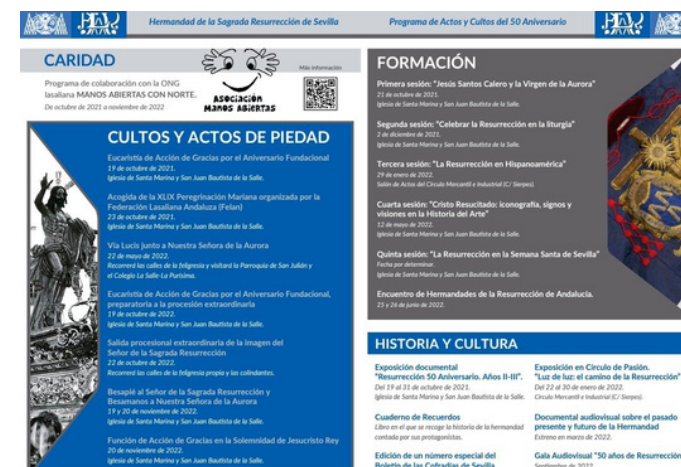 Hermandad de la Sagrada Resurrección de Sevilla
Programa de Actos y Cultos del 50 Aniversario
CARIDAD
Programa de colaboración con la ONG
lasaliana MANOS ABIERTAS CON NORTE.
De octubre de 2021 a noviembre de 2022
Asociación
Manos Abiertas
Más información
CULTOS Y ACTOS DE PIEDAD
Eucaristía de Acción de Gracias por el Aniversario Fundacional
19 de octubre de 2021.
Iglesia de Santa Marina y San Juan Bautista de la Salle.
Acogida de la XLIX Peregrinación Mariana organizada por la
Federación Lasaliana Andaluza (Felan)
23 de octubre de 2021.
Iglesia de Santa Marina y San Juan Bautista de la Salle.
Vía Lucis junto a Nuestra Señora de la Aurora
22 de mayo de 2022.
Recorrerá las calles de la feligresía y visitará la Parroquia de San Julián y
el Colegio La Salle-La Purísima.
Eucaristía de Acción de Gracias por el Aniversario Fundacional,
preparatoria a la procesión extraordinaria
19 de octubre de 2022.
Iglesia de Santa Marina y San Juan Bautista de la Salle.
Salida procesional extraordinaria de la imagen del
Señor de la Sagrada Resurrección
22 de octubre de 2022.
Recorrerá las calles de la feligresía propia y las colindantes.
Besapié al Señor de la Sagrada Resurrección y
Besamanos a Nuestra Señora de la Aurora
19 y 20 de noviembre de 2022.
Iglesia de Santa Marina y San Juan Bautista de la Salle.
Función de Acción de Gracias en la Solemnidad de Jesucristo Rey
20 de noviembre de 2022.
Iglesia de Santa Marina y San Juan Bautista de la Salle.
FORMACIÓN
Primera sesión: "Jesús Santos Calero y la Virgen de la Aurora"
21 de octubre de 2021.
Iglesia de Santa Marina y San Juan Bautista de la Salle.
Segunda sesión: "Celebrar la Resurrección en la liturgia"
2 de diciembre de 2021.
Iglesia de Santa Marina y San Juan Bautista de la Salle.
Tercera sesión: "La Resurrección en Hispanoamérica"
29 de enero de 2022.
Salón de Actos del Círculo Mercantil e Industrial (C/ Sierpes).
Cuarta sesión: "Cristo Resucitado: iconografía, signos y
visiones en la Historia del Arte"
12 de mayo de 2022.
Iglesia de Santa Marina y San Juan Bautista de la Salle.
Quinta sesión: "La Resurrección en la Semana Santa de Sevilla"
Fecha por determinar.
Iglesia de Santa Marina y San Juan Bautista de la Salle.
Encuentro de Hermandades de la Resurrección de Andalucía.
25 y 26 de junio de 2022.
HISTORIA Y CULTURA
Exposición documental
"Resurrección 50 Aniversario. Años II-III".
Del 19 al 31 de octubre de 2021.
Iglesia de Santa Marina y San Juan Bautista de la Salle.
Cuaderno de Recuerdos
Libro en el que se recoge la historia de la hermandad
contada por sus protagonistas.
Edición de un número especial del
Boletín de las Cofradías de Sevilla
Exposición en Círculo de Pasión.
"Luz de luz: el camino de la Resurrección"
Del 22 al 30 de enero de 2022.
Círculo Mercantil e Industrial (C/ Sierpes).
Documental audiovisual sobre el pasado
presente y futuro de la Hermandad
Estreno en marzo de 2022.
Gala Audiovisual "50 años de Resurrección
Septiembre de 2022